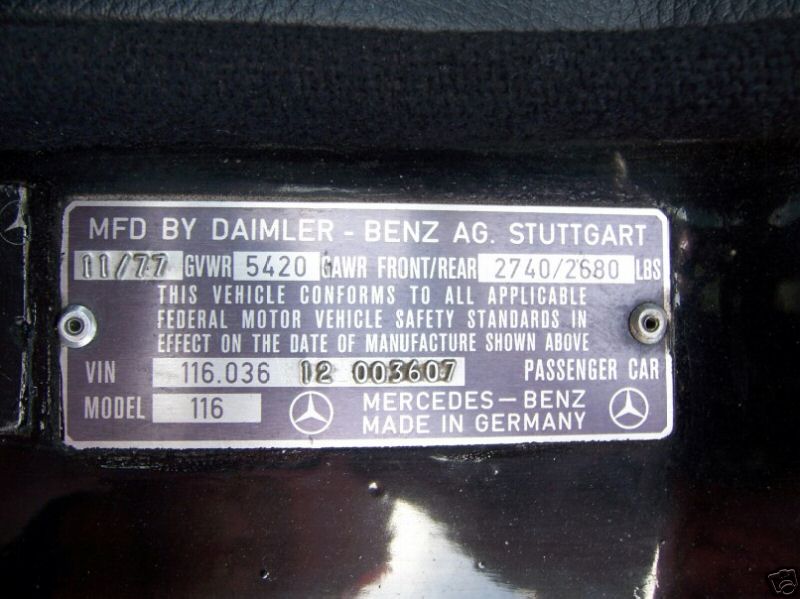 MFD BY DAIMLER - BENZ AG. STUTTGART
11/77 GVWR 5420 GAWR FRONT/REAR 2740/2680 LBS
THIS VEHICLE CONFORMS TO ALL APPLICABLE
FEDERAL MOTOR VEHICLE SAFETY STANDARDS IN
EFFECT ON THE DATE OF MANUFACTURE SHOWN ABOVE
VIN 116.036 12 003607 PASSENGER CAR
MODEL 116 MERCEDES-BENZ
MADE IN GERMANY